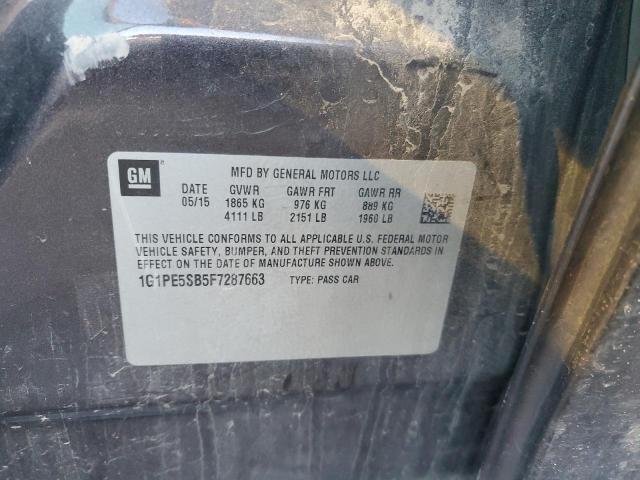 GM ®
MFD BY GENERAL MOTORS LLC
DATE GVWR GAWR FRT GAWR RR
05/15 1865 KG 976 KG 889 KG
4111 LB 2151 LB 1960 LB
THIS VEHICLE CONFORMS TO ALL APPLICABLE U.S. FEDERAL MOTOR
VEHICLE SAFETY, BUMPER, AND THEFT PREVENTION STANDARDS IN
EFFECT ON THE DATE OF MANUFACTURE SHOWN ABOVE.
1G1PE5SB5F7287663 TYPE: PASS CAR